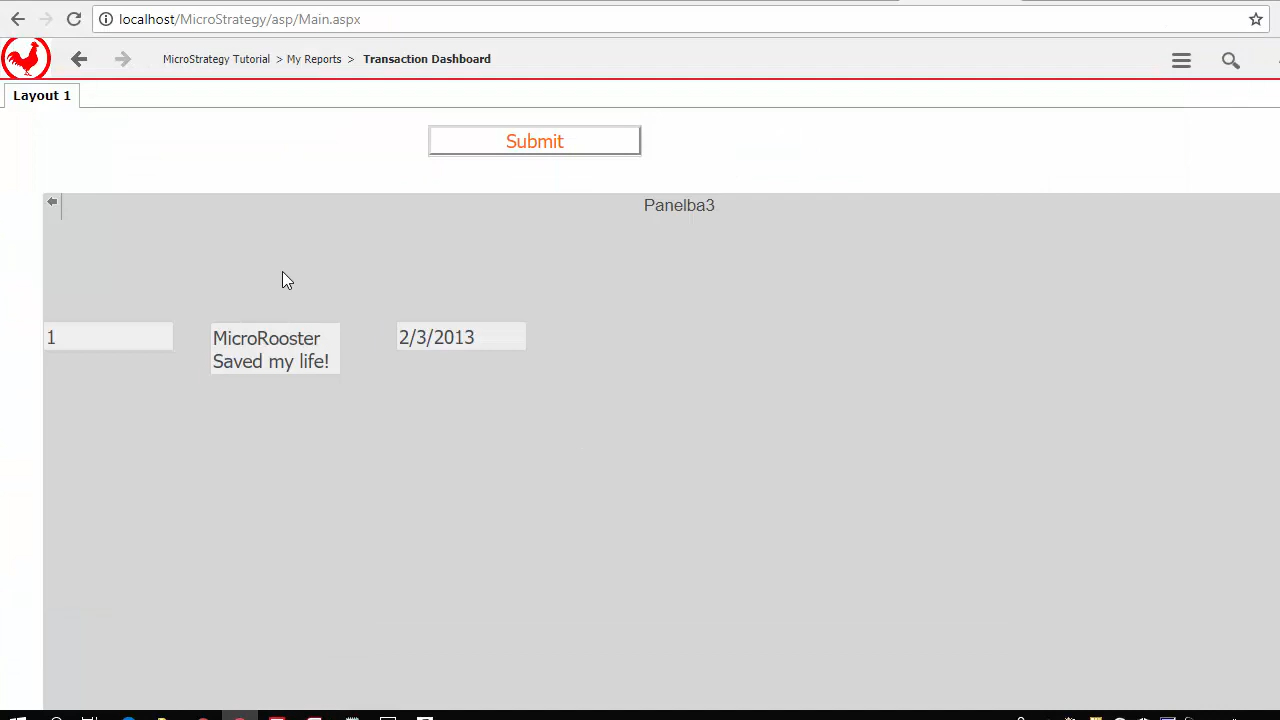 localhost/MicroStrategy/asp/Main.aspx
MicroStrategy Tutorial > My Reports > Transaction Dashboard
Layout 1
Submit
Panelba3
1
MicroRooster
Saved my life!
2/3/2013